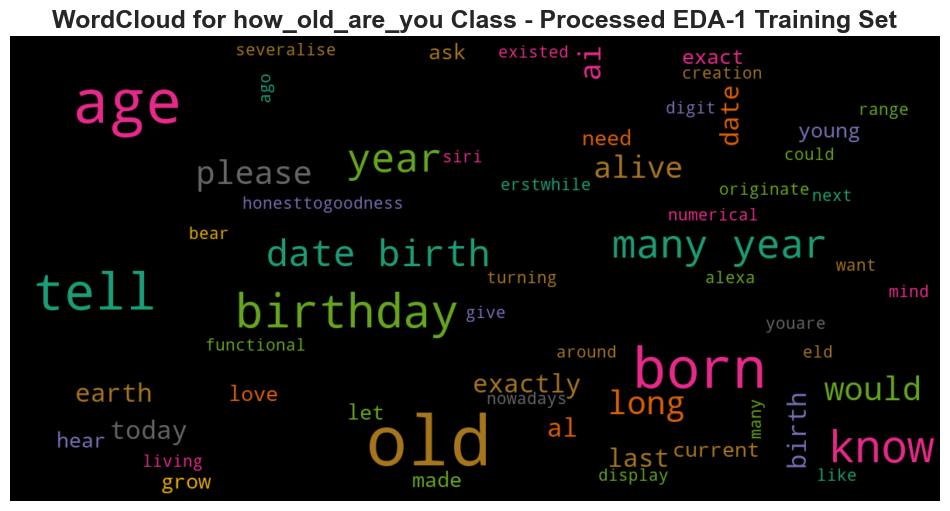 WordCloud for how_old_are_you Class - Processed EDA-1 Training Set
severalise
ask
existed
ai
exact
creation
ago
age
digit
date
range
young
need
year
siri
could
please
alive
erstwhile
originate
next
honesttogoodness
numerical
bear
date birth
many year
want
tell
turning
alexa
mind
birthday
give
youare
functional
around
eld
born
earth
love
exactly
nowadays
long
would
let
many
birth
today
old
al
know
hear
last
current
living
display
like
grow
made